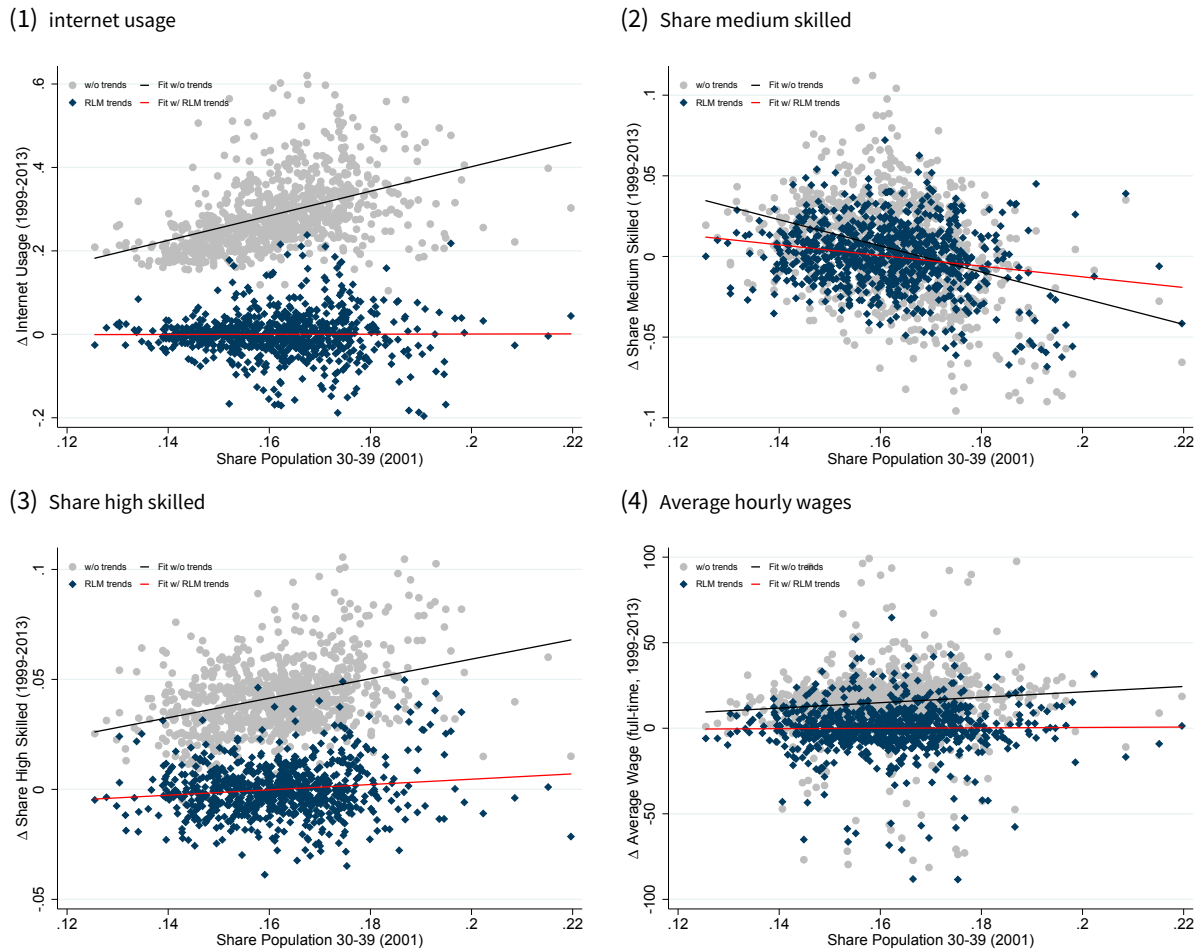 (1) internet usage
w/o trends Fit w/o trends
RLM trends Fit w/ RLM trends
.6
.4
.2
0
-.2
Δ Internet Usage (1999-2013)
.12 .14 .16 .18 .2 .22
Share Population 30-39 (2001)
(2) Share medium skilled
w/o trends Fit w/o trends
RLM trends Fit w/ RLM trends
.1
.05
0
-.05
-.1
Δ Share Medium Skilled (1999-2013)
.12 .14 .16 .18 .2 .22
Share Population 30-39 (2001)
(3) Share high skilled
w/o trends Fit w/o trends
RLM trends Fit w/ RLM trends
.1
.05
0
-.05
Δ Share High Skilled (1999-2013)
.12 .14 .16 .18 .2 .22
Share Population 30-39 (2001)
(4) Average hourly wages
w/o trends Fit w/o trends
RLM trends Fit w/ RLM trends
100
50
0
-50
-100
Δ Average Wage (full-time, 1999-2013)
.12 .14 .16 .18 .2 .22
Share Population 30-39 (2001)